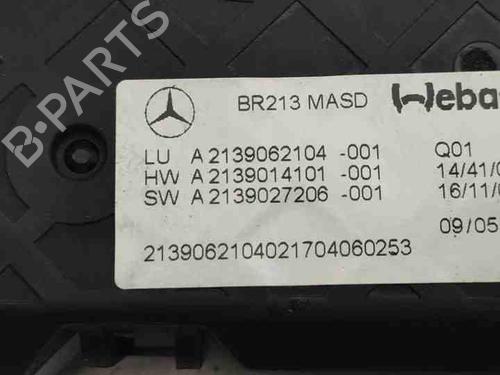 BR213 MASD Webas
LU A 2139062104 -001 Q01
HW A 2139014101 -001 14/41/0
SW A 2139027206 -001 16/11/0
09/05
2139062104021704060253
B-PARTS